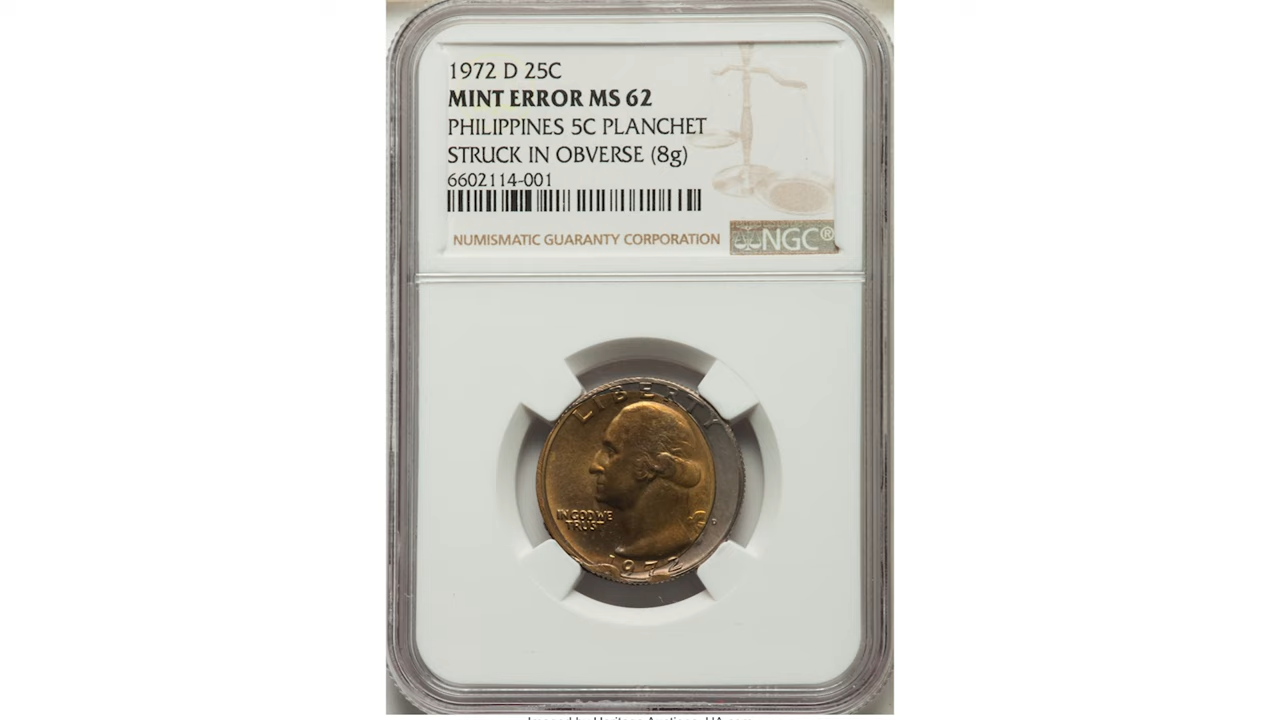 1972 D 25C
MINT ERROR MS 62
PHILIPPINES 5C PLANCHET
STRUCK IN OBVERSE (8g)
6602114-001
NUMISMATIC GUARANTY CORPORATION NGC®
LIBERTY
IN GOD WE
TRUST
D
1972